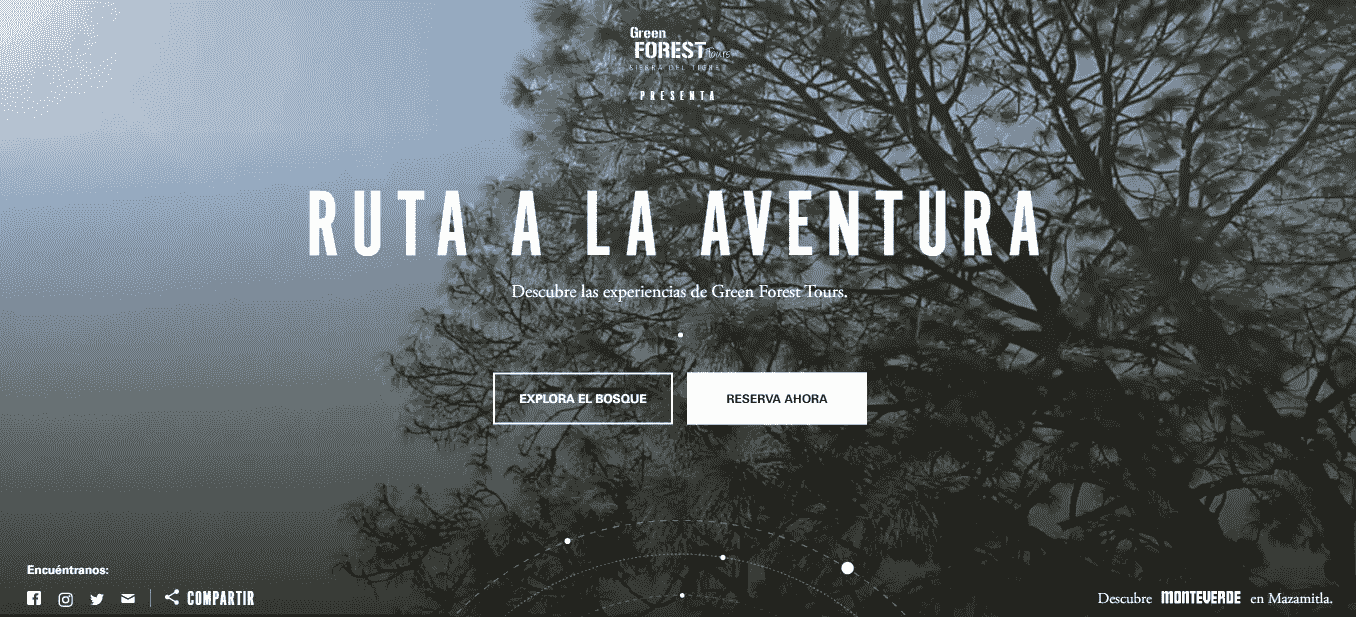 Green
FOREST Tours
SIERRA DEL TIGRE
PRESENTA
RUTA A LA AVENTURA
Descubre las experiencias de Green Forest Tours.
EXPLORA EL BOSQUE
RESERVA AHORA
Encuéntranos:
COMPARTIR
Descubre MONTEVERDE en Mazamitla.